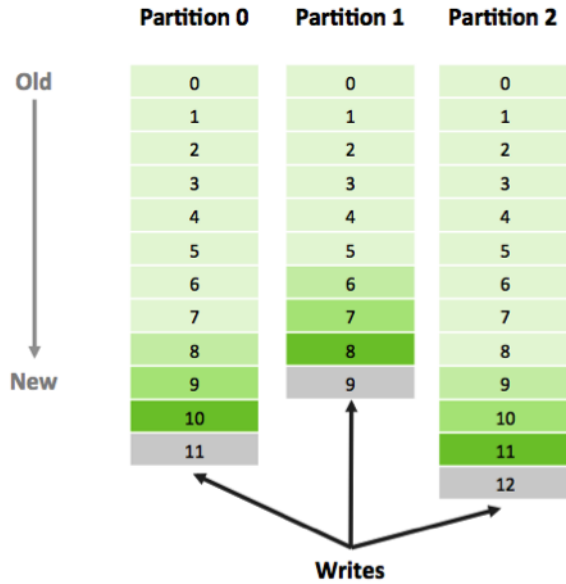 Partition 0 Partition 1 Partition 2
Old 0 0 0
1 1 1
2 2 2
3 3 3
4 4 4
5 5 5
6 6 6
7 7 7
8 8 8
New 9 9 9
10 10
11 11
12
Writes